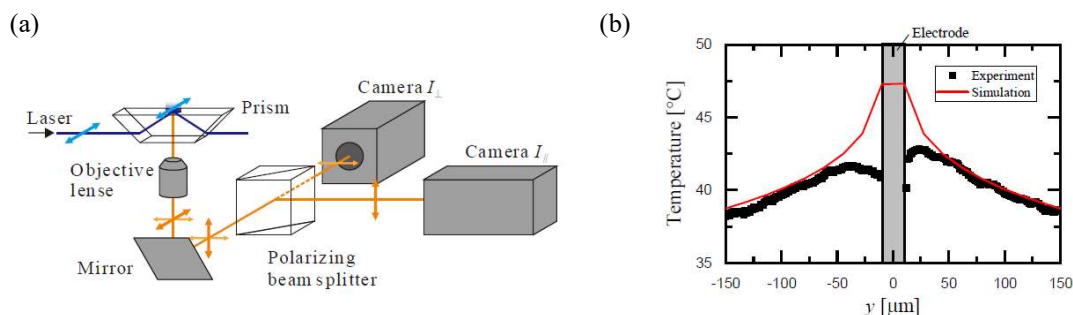 (a)
Laser
Prism
Objective
lense
Mirror
Polarizing
beam splitter
Camera I⊥
Camera I//
(b)
Electrode
Experiment
Simulation
Temperature [°C]
50
45
40
35
-150 -100 -50 0 50 100 150
y [μm]